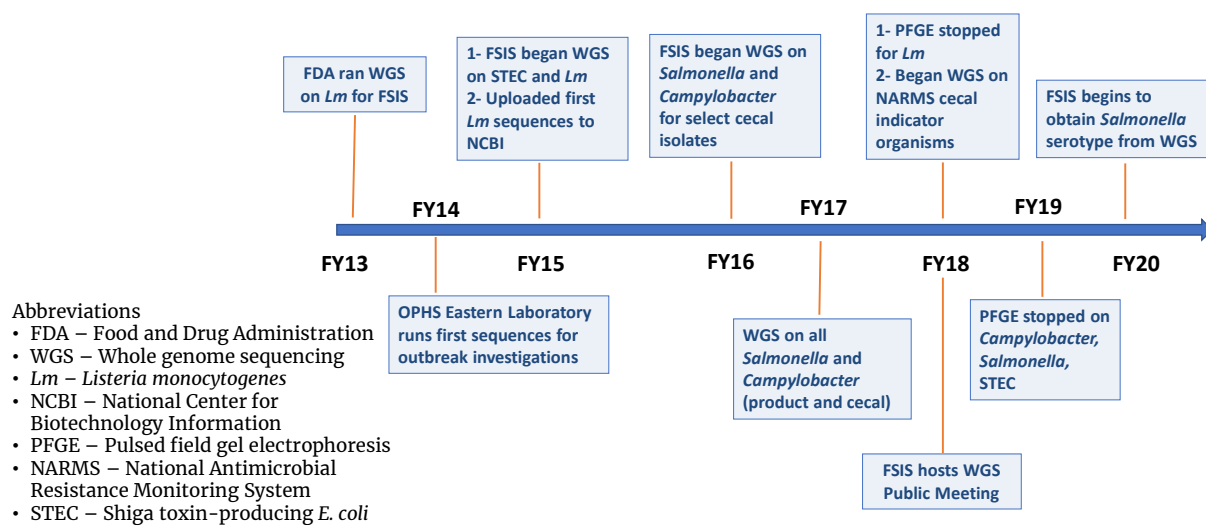 FDA ran WGS
on Lm for FSIS
1- FSIS began WGS
on STEC and Lm
2- Uploaded first
Lm sequences to
NCBI
FSIS began WGS on
Salmonella and
Campylobacter
for select cecal
isolates
1- PFGE stopped
for Lm
2- Began WGS on
NARMS cecal
indicator
organisms
FSIS begins to
obtain Salmonella
serotype from WGS
FY14
FY17
FY19
FY13
FY15
FY16
FY18
FY20
OPHS Eastern Laboratory
runs first sequences for
outbreak investigations
WGS on all
Salmonella and
Campylobacter
(product and cecal)
PFGE stopped on
Campylobacter,
Salmonella,
STEC
FSIS hosts WGS
Public Meeting
Abbreviations
• FDA – Food and Drug Administration
• WGS – Whole genome sequencing
• Lm – Listeria monocytogenes
• NCBI – National Center for
Biotechnology Information
• PFGE – Pulsed field gel electrophoresis
• NARMS – National Antimicrobial
Resistance Monitoring System
• STEC – Shiga toxin-producing E. coli